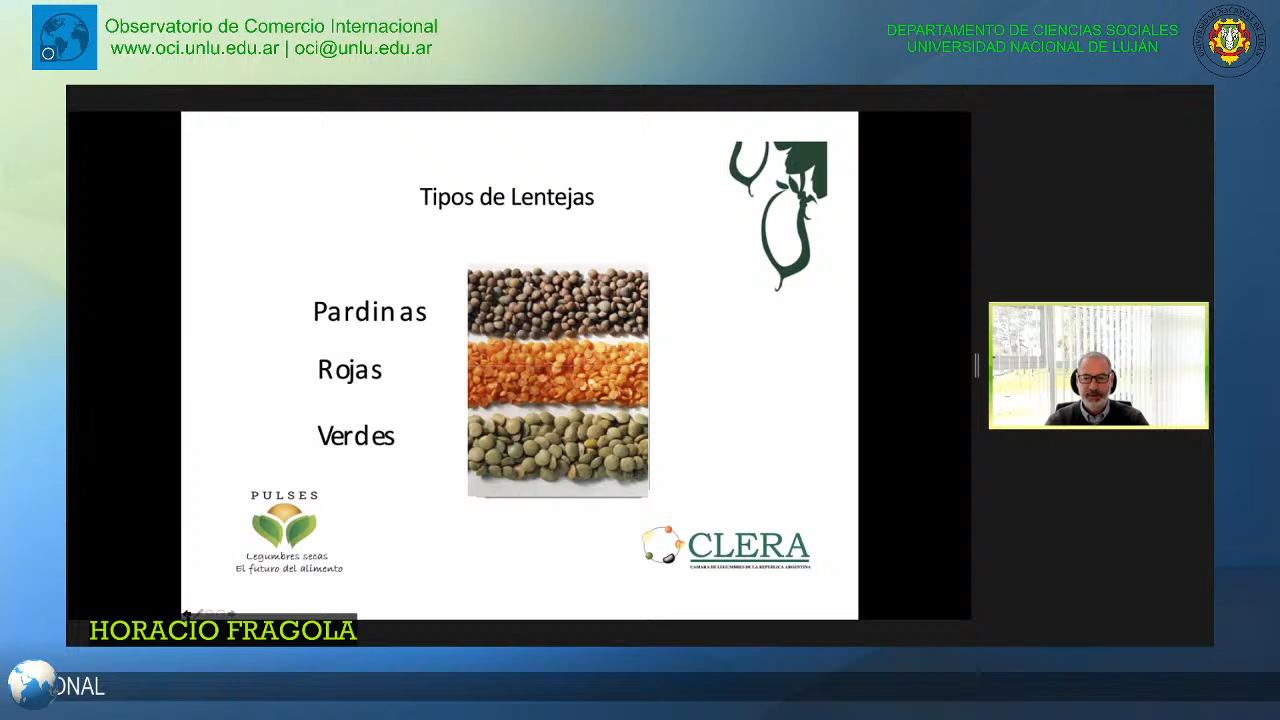 Observatorio de Comercio Internacional
www.oci.unlu.edu.ar | oci@unlu.edu.ar
DEPARTAMENTO DE CIENCIAS SOCIALES
UNIVERSIDAD NACIONAL DE LUJÁN
Tipos de Lentejas
Pardinas
Rojas
Verdes
PULSES
Legumbres secas
El futuro del alimento
CLERA
CAMARA DE LEGUMBRES DE LA REPUBLICA ARGENTINA
HORACIO FRAGOLA
ONAL